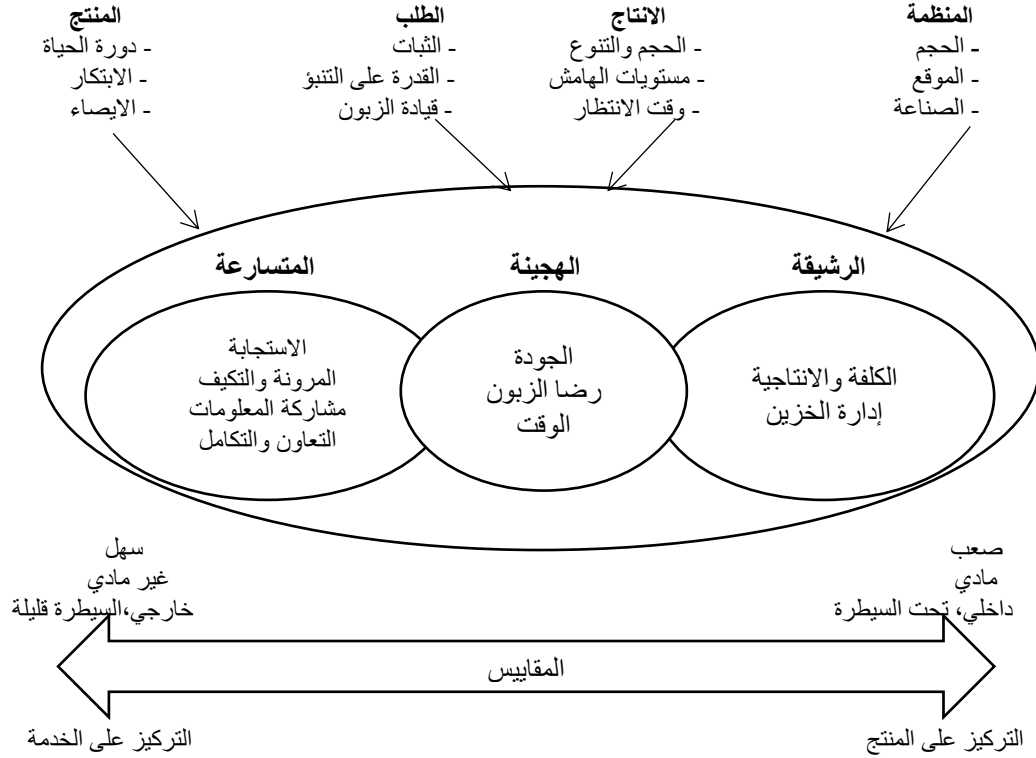 المنظمة
- الحجم
- الموقع
- الصناعة
الانتاج
- الحجم والتنوع
- مستويات الهامش
- وقت الانتظار
الطلب
- الثبات
- القدرة على التنبؤ
- قيادة الزبون
المنتج
- دورة الحياة
- الابتكار
- الايصاء
الرشيقة
الكلفة والانتاجية
إدارة الخزين
الهجينة
الجودة
رضا الزبون
الوقت
المتسارعة
الاستجابة
المرونة والتكيف
مشاركة المعلومات
التعاون والتكامل
صعب
مادي
داخلي، تحت السيطرة
سهل
غير مادي
خارجي،السيطرة قليلة
المقاييس
التركيز على المنتج
التركيز على الخدمة